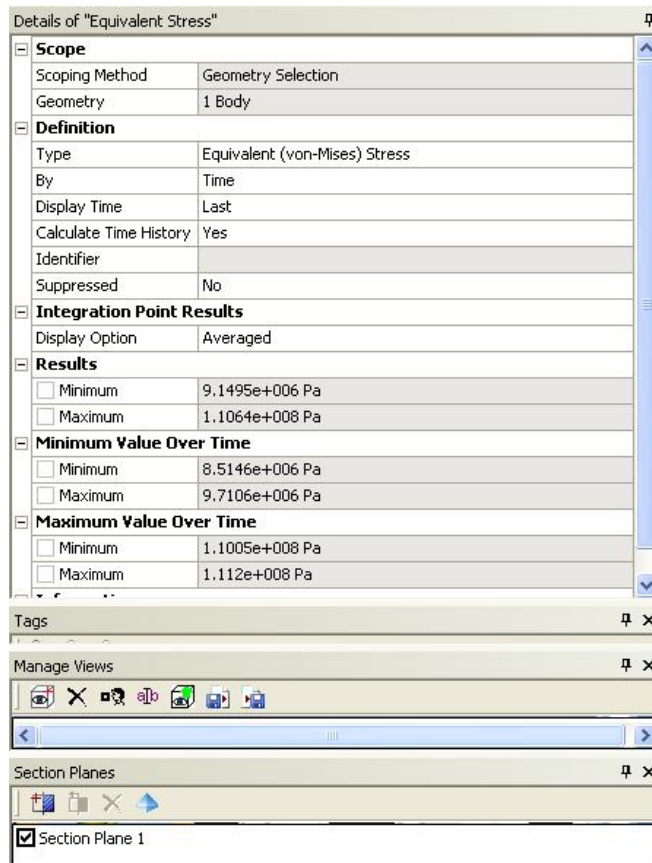 Details of "Equivalent Stress"
Scope
Scoping Method Geometry Selection
Geometry 1 Body
Definition
Type Equivalent (von-Mises) Stress
By Time
Display Time Last
Calculate Time History Yes
Identifier
Suppressed No
Integration Point Results
Display Option Averaged
Results
Minimum 9.1495e+006 Pa
Maximum 1.1064e+008 Pa
Minimum Value Over Time
Minimum 8.5146e+006 Pa
Maximum 9.7106e+006 Pa
Maximum Value Over Time
Minimum 1.1005e+008 Pa
Maximum 1.112e+008 Pa
Tags
Manage Views
Section Planes
Section Plane 1